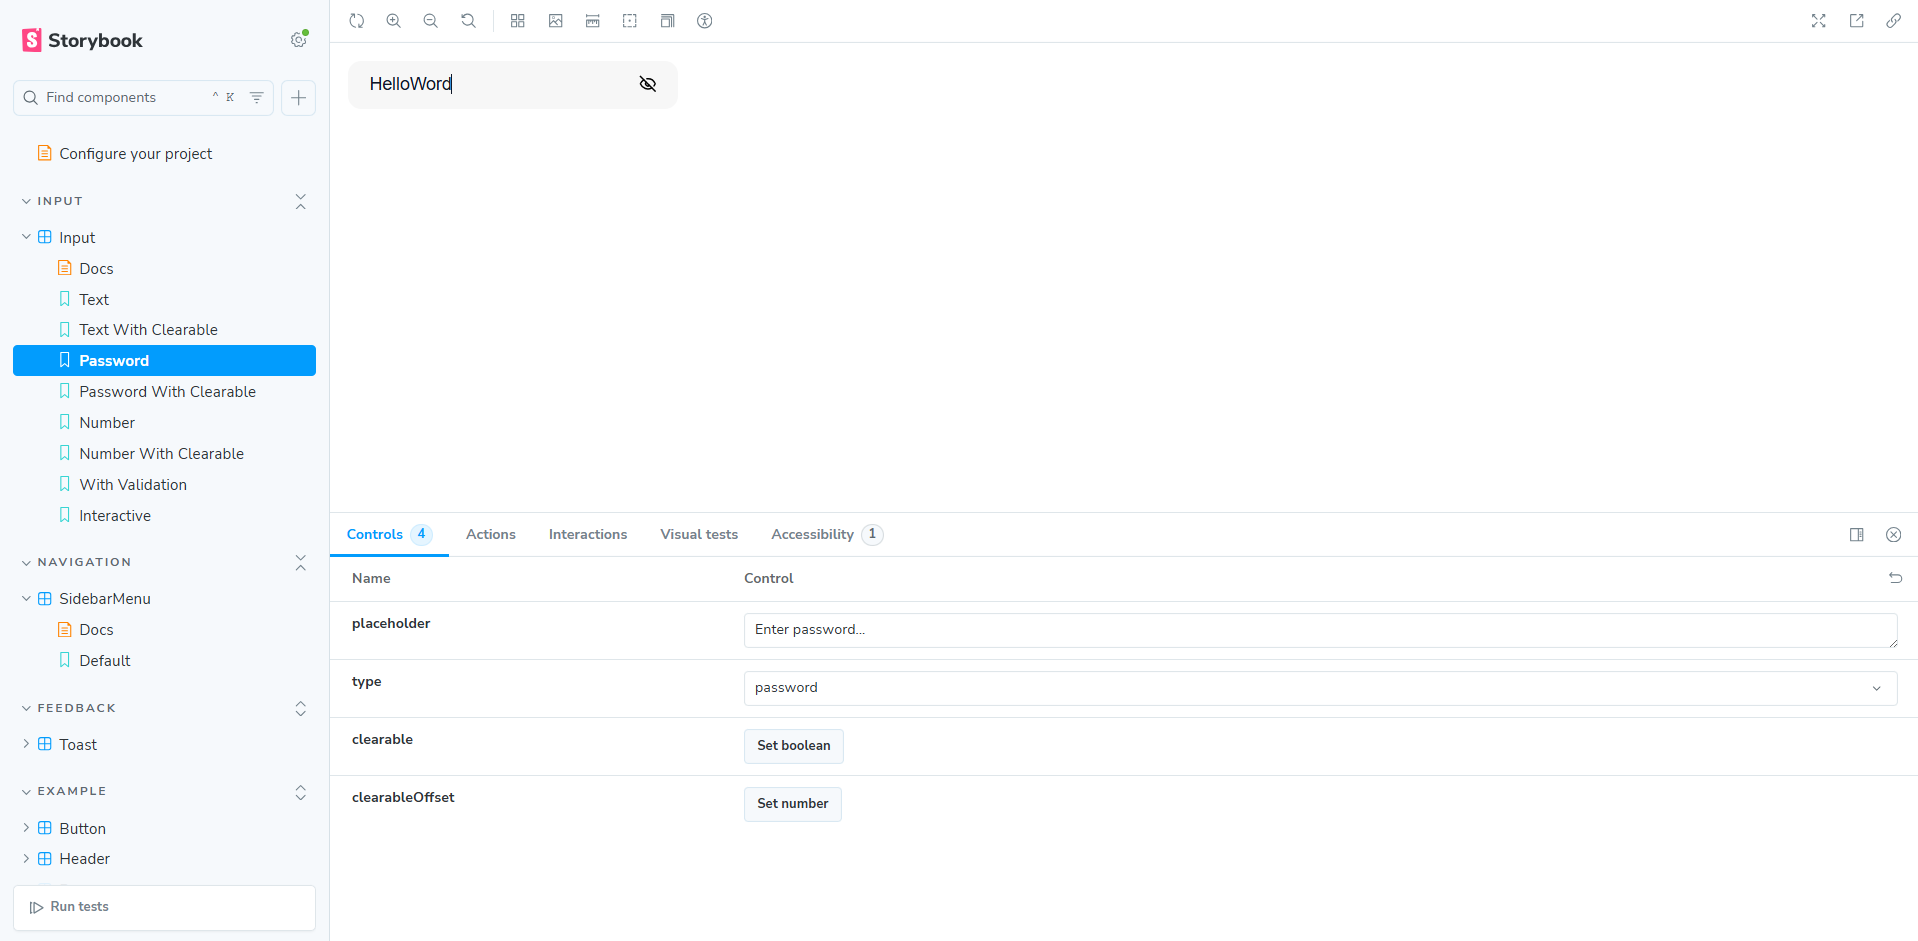 Storybook
Find components ^ K
Configure your project
INPUT
Input
Docs
Text
Text With Clearable
Password
Password With Clearable
Number
Number With Clearable
With Validation
Interactive
NAVIGATION
SidebarMenu
Docs
Default
FEEDBACK
Toast
EXAMPLE
Button
Header
Run tests
HelloWord
Controls 4 Actions Interactions Visual tests Accessibility 1
Name Control
placeholder Enter password...
type password
clearable Set boolean
clearableOffset Set number